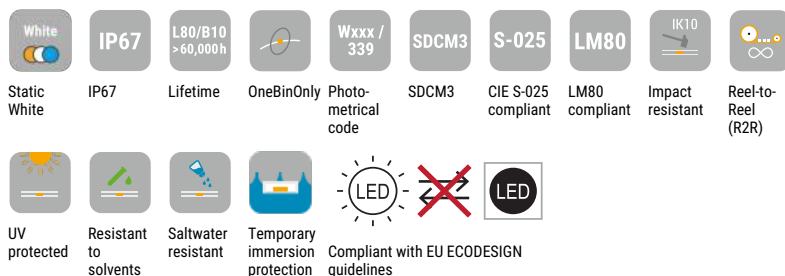 White
IP67
L80/B10
>60,000h
Wxxx /
339
SDCM3
S-025
LM80
IK10
Static
White
IP67
Lifetime
OneBinOnly
Photo-
metrical
code
SDCM3
CIE S-025
compliant
LM80
compliant
Impact
resistant
Reel-to-
Reel
(R2R)
LED
LED
UV
protected
Resistant
to
solvents
Saltwater
resistant
Temporary
immersion
protection
Compliant with EU ECODESIGN
guidelines